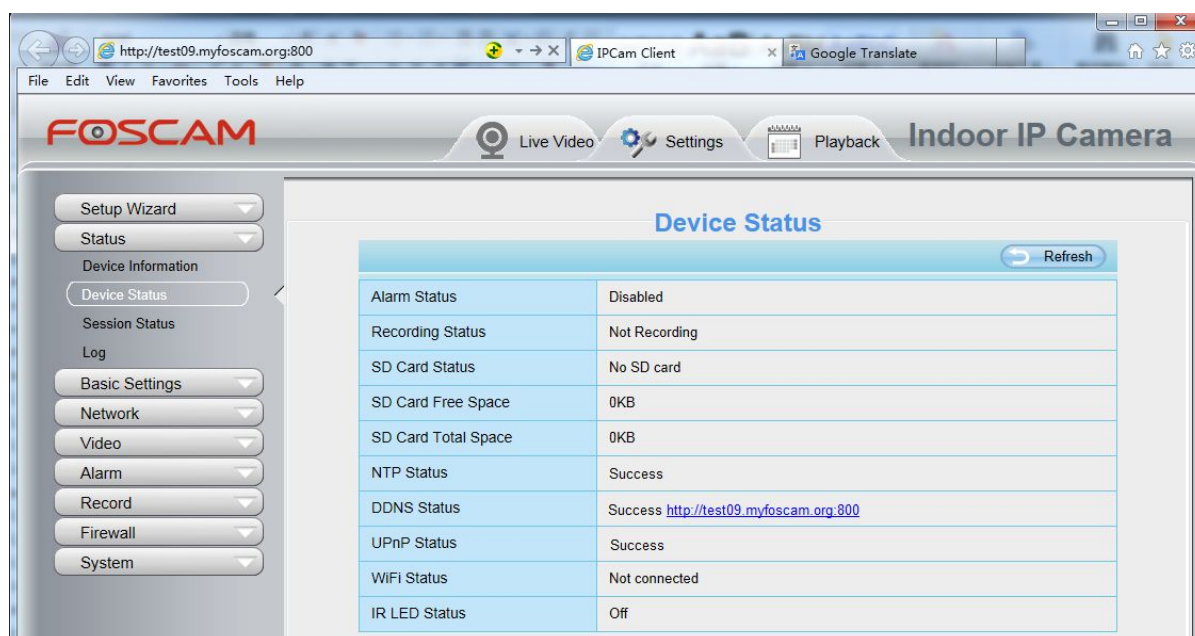 http://test09.myfoscam.org:800 IPCam Client Google Translate
File Edit View Favorites Tools Help
FOSCAM Live Video Settings Playback Indoor IP Camera
Setup Wizard
Status
Device Information
Device Status
Session Status
Log
Basic Settings
Network
Video
Alarm
Record
Firewall
System
Device Status
Refresh
Alarm Status Disabled
Recording Status Not Recording
SD Card Status No SD card
SD Card Free Space 0KB
SD Card Total Space 0KB
NTP Status Success
DDNS Status Success http://test09.myfoscam.org:800
UPnP Status Success
WiFi Status Not connected
IR LED Status Off